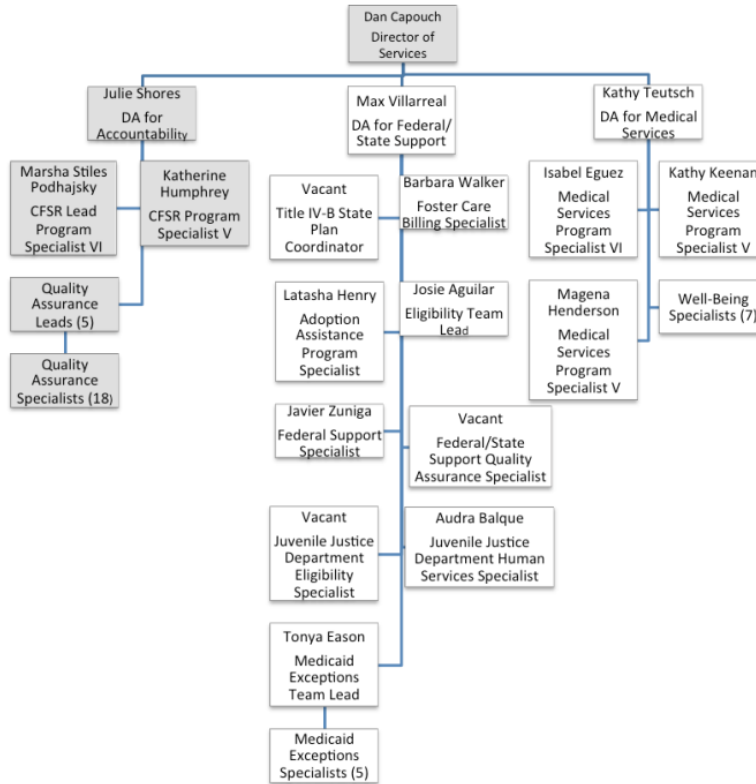 Dan Capouch
Director of
Services
Julie Shores
DA for
Accountability
Max Villarreal
DA for Federal/
State Support
Kathy Teutsch
DA for Medical
Services
Marsha Stiles
Podhajsky
CFSR Lead
Program
Specialist VI
Katherine
Humphrey
CFSR Program
Specialist V
Quality
Assurance
Leads (5)
Quality
Assurance
Specialists (18)
Vacant
Title IV-B State
Plan
Coordinator
Barbara Walker
Foster Care
Billing Specialist
Latasha Henry
Adoption
Assistance
Program
Specialist
Josie Aguilar
Eligibility Team
Lead
Javier Zuniga
Federal Support
Specialist
Vacant
Federal/State
Support Quality
Assurance Specialist
Vacant
Juvenile Justice
Department
Eligibility
Specialist
Audra Balque
Juvenile Justice
Department Human
Services Specialist
Tonya Eason
Medicaid
Exceptions
Team Lead
Medicaid
Exceptions
Specialists (5)
Isabel Eguez
Medical
Services
Program
Specialist VI
Kathy Keenan
Medical
Services
Program
Specialist V
Magena
Henderson
Medical
Services
Program
Specialist V
Well-Being
Specialists (7)